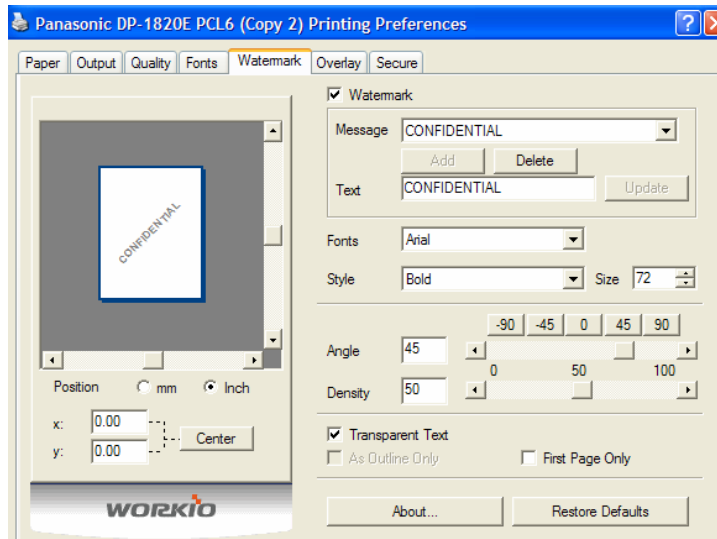 Panasonic DP-1820E PCL6 (Copy 2) Printing Preferences
Paper Output Quality Fonts Watermark Overlay Secure
Watermark
Message CONFIDENTIAL
Add Delete
Text CONFIDENTIAL Update
CONFIDENTIAL
Fonts Arial
Style Bold Size 72
-90 -45 0 45 90
Angle 45
0 50 100
Density 50
Position mm Inch
x: 0.00
y: 0.00
Center
Transparent Text
As Outline Only First Page Only
WORKIO
About... Restore Defaults